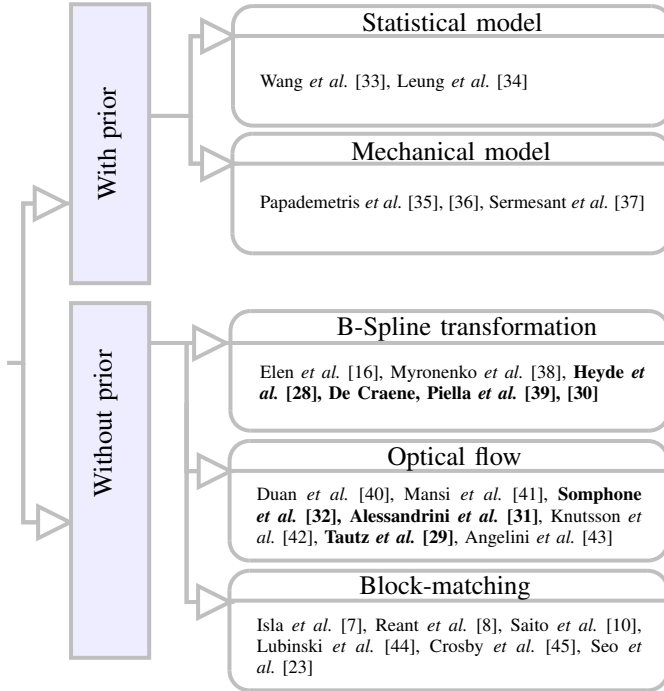 With prior
Statistical model
Wang et al. [33], Leung et al. [34]
Mechanical model
Papademetris et al. [35], [36], Sermesant et al. [37]
Without prior
B-Spline transformation
Elen et al. [16], Myronenko et al. [38], Heyde et
al. [28], De Craene, Piella et al. [39], [30]
Optical flow
Duan et al. [40], Mansi et al. [41], Somphone
et al. [32], Alessandrini et al. [31], Knutsson et
al. [42], Tautz et al. [29], Angelini et al. [43]
Block-matching
Isla et al. [7], Reant et al. [8], Saito et al. [10],
Lubinski et al. [44], Crosby et al. [45], Seo et
al. [23]